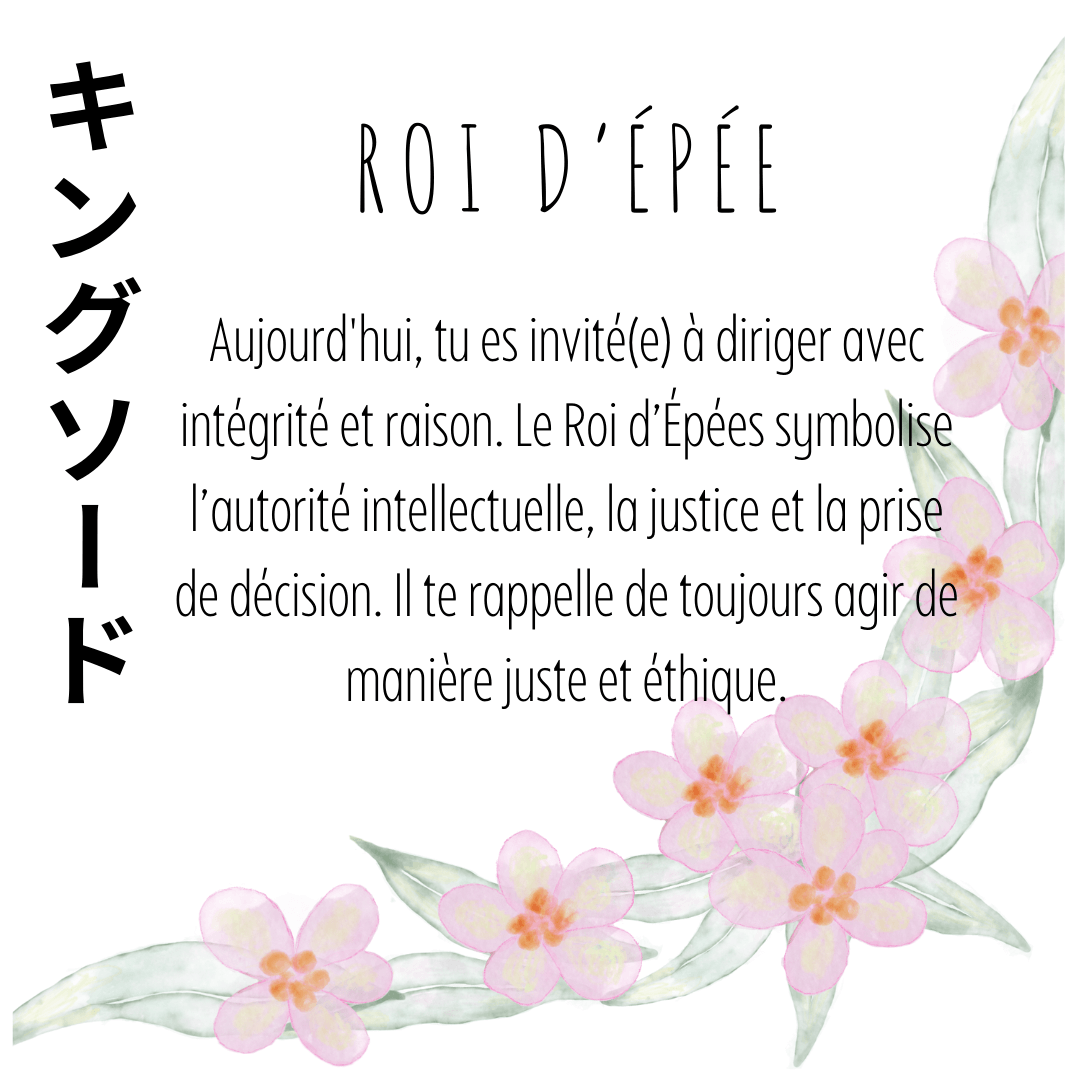 キングソード
ROI D’ÉPÉE
Aujourd'hui, tu es invité(e) à diriger avec
intégrité et raison. Le Roi d’Épées symbolise
l’autorité intellectuelle, la justice et la prise
de décision. Il te rappelle de toujours agir de
manière juste et éthique.